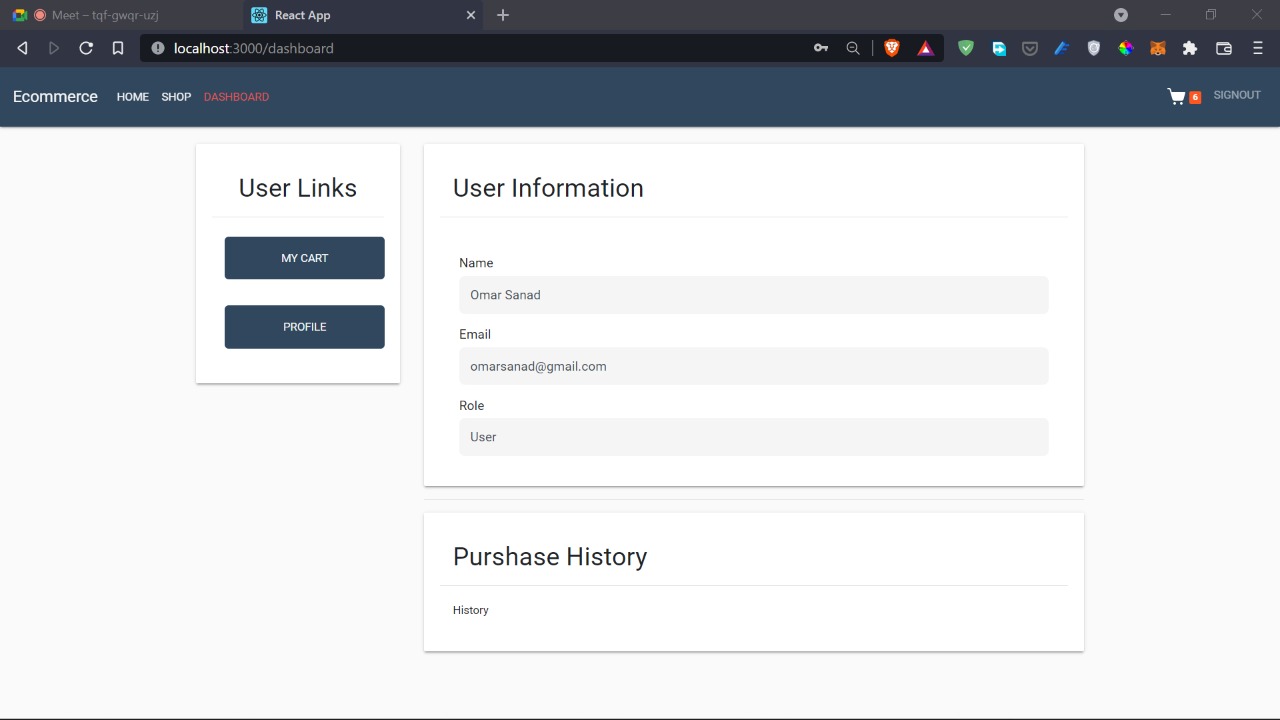 Meet – tqf-gwqr-uzj
React App
localhost:3000/dashboard
Ecommerce HOME SHOP DASHBOARD
6 SIGNOUT
User Links
MY CART
PROFILE
User Information
Name
Omar Sanad
Email
omarsanad@gmail.com
Role
User
Purshase History
History